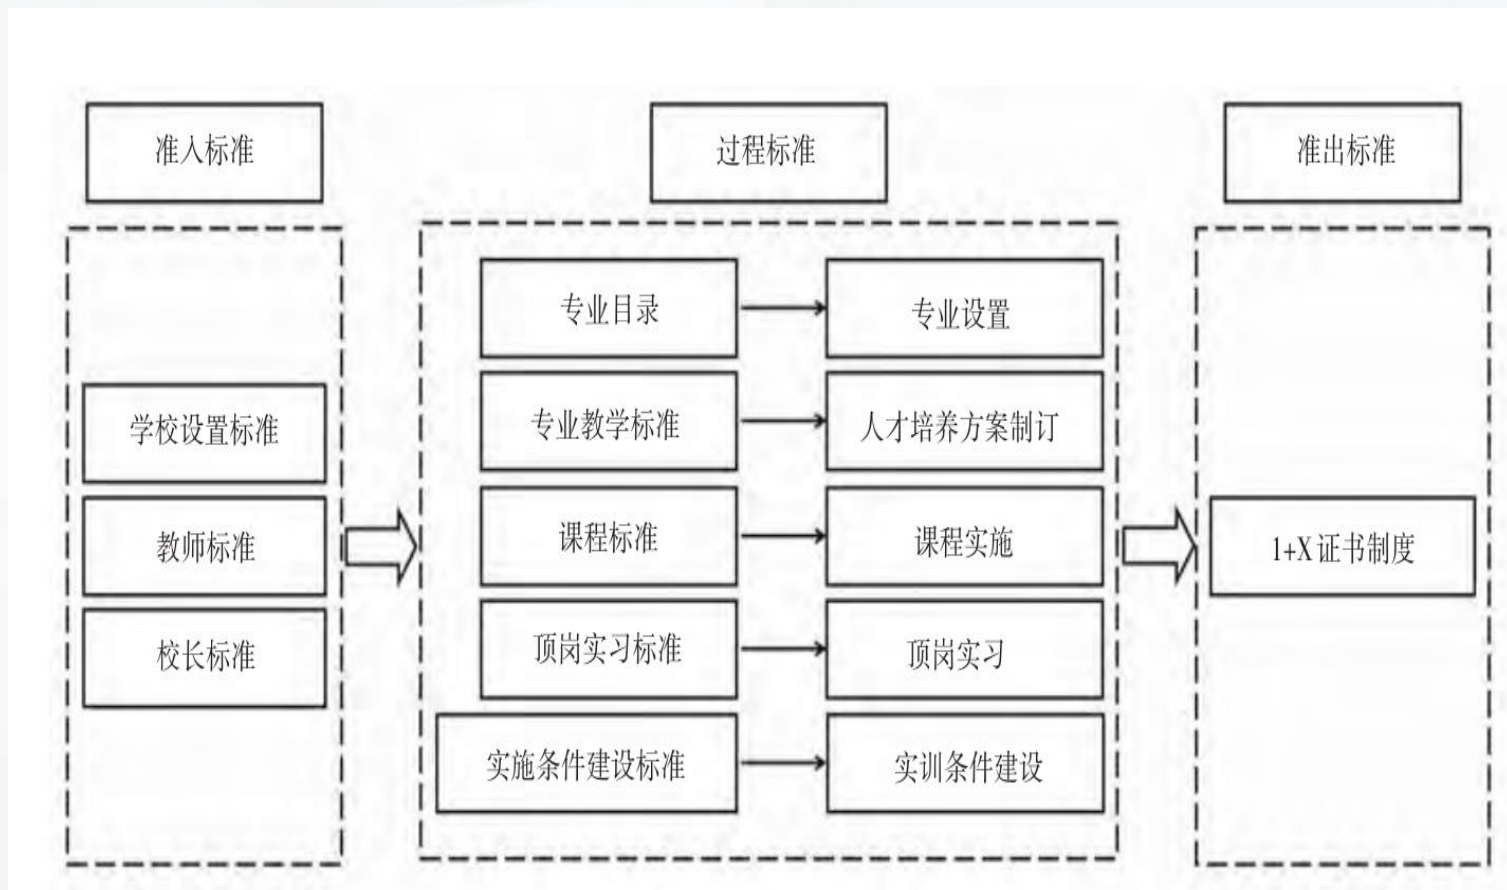 准入标准
过程标准
准出标准
学校设置标准
教师标准
校长标准
专业目录
专业设置
专业教学标准
人才培养方案制订
课程标准
课程实施
顶岗实习标准
顶岗实习
实施条件建设标准
实训条件建设
1+X证书制度